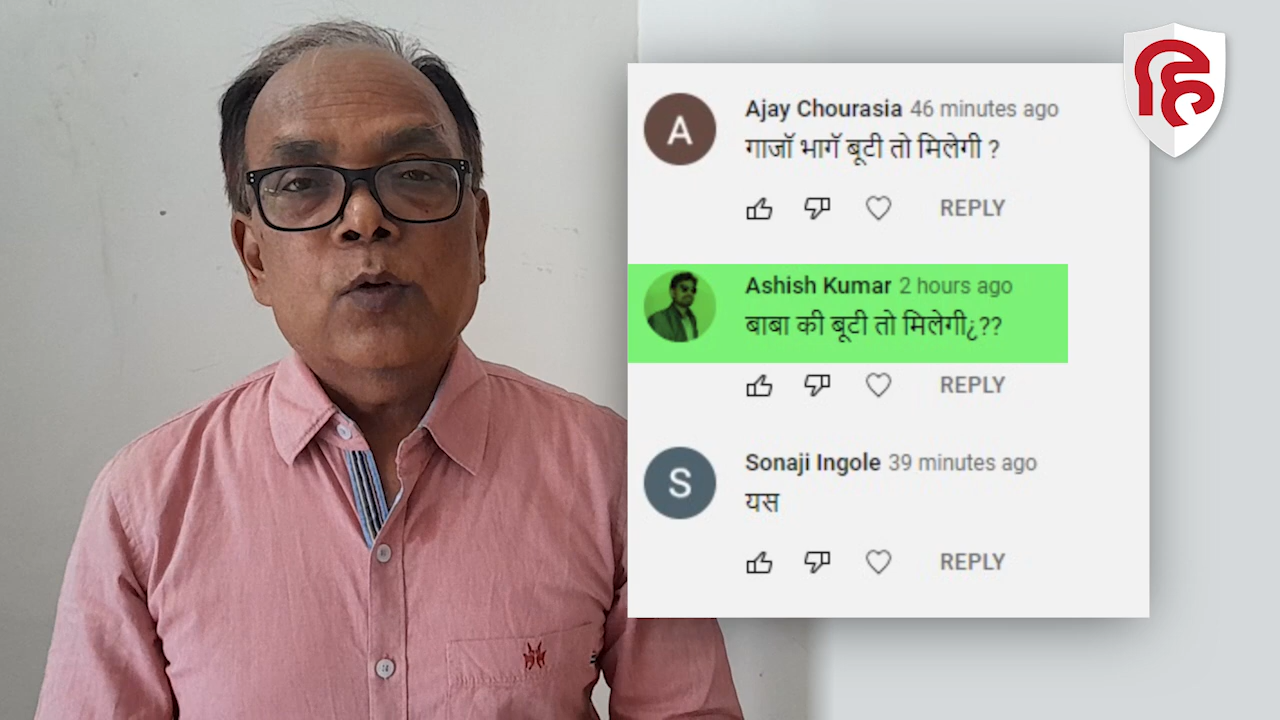 A
Ajay Chourasia 46 minutes ago
गाजॉ भागॅ बूटी तो मिलेगी ?
REPLY
Ashish Kumar 2 hours ago
बाबा की बूटी तो मिलेगी¿??
REPLY
S
Sonaji Ingole 39 minutes ago
यस
REPLY
हि